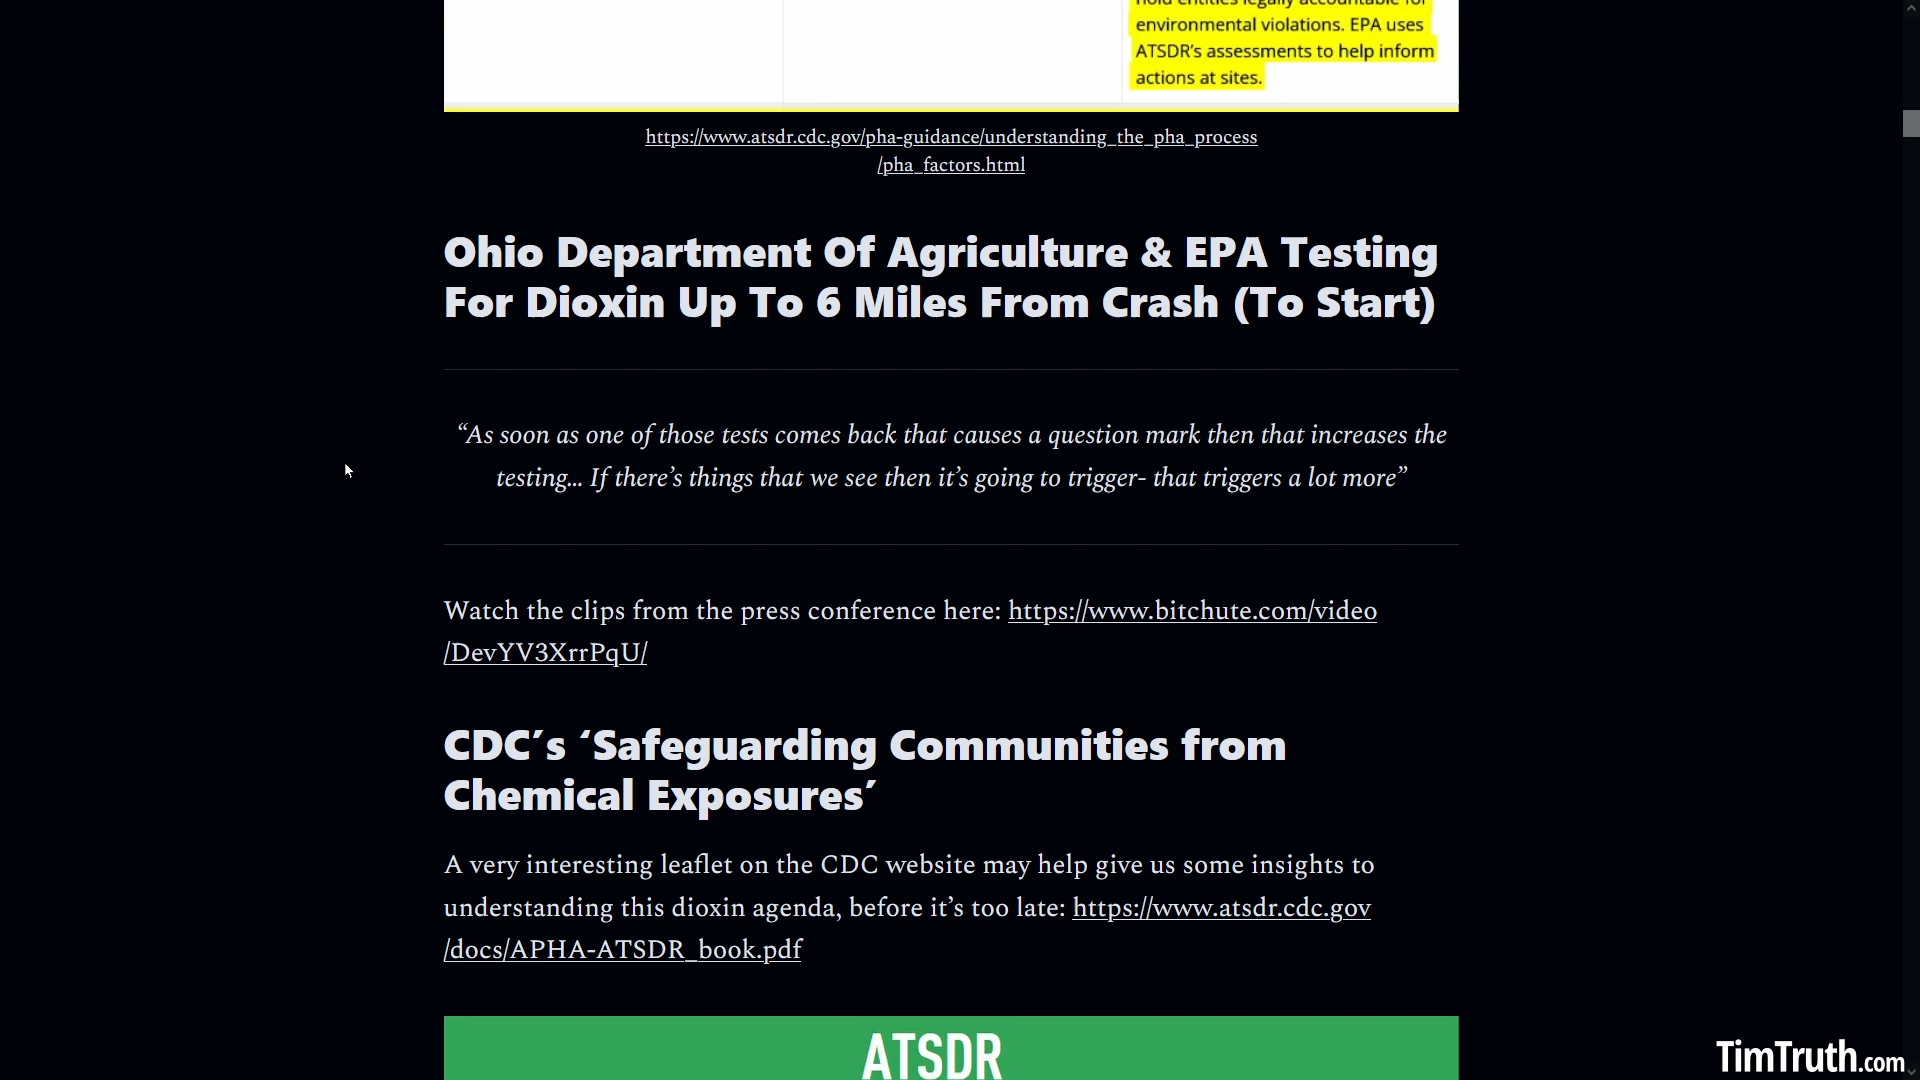 hold entities legally accountable for
environmental violations. EPA uses
ATSDR's assessments to help inform
actions at sites.
https://www.atsdr.cdc.gov/pha-guidance/understanding_the_pha_process
/pha_factors.html
Ohio Department Of Agriculture & EPA Testing
For Dioxin Up To 6 Miles From Crash (To Start)
“As soon as one of those tests comes back that causes a question mark then that increases the
testing... If there’s things that we see then it’s going to trigger- that triggers a lot more”
Watch the clips from the press conference here: https://www.bitchute.com/video
/DevYV3XrrPqU/
CDC’s ‘Safeguarding Communities from
Chemical Exposures’
A very interesting leaflet on the CDC website may help give us some insights to
understanding this dioxin agenda, before it’s too late: https://www.atsdr.cdc.gov
/docs/APHA-ATSDR_book.pdf
ATSDR
TimTruth.com